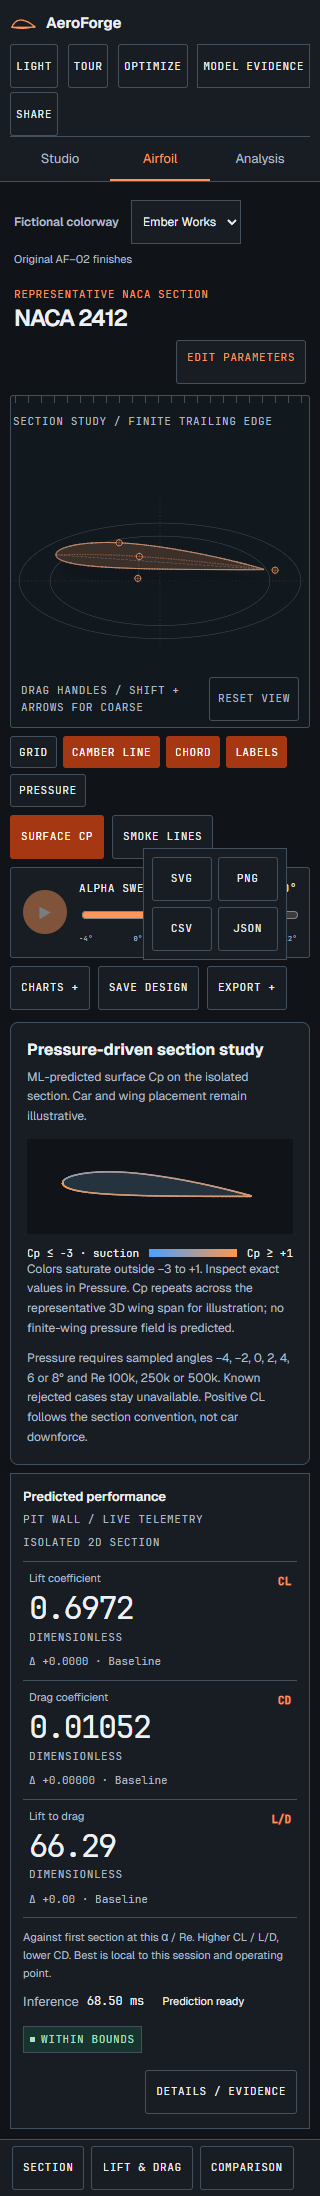 AeroForge
LIGHT TOUR OPTIMIZE MODEL EVIDENCE
SHARE
Studio Airfoil Analysis
Fictional colorway Ember Works
Original AF–02 finishes
REPRESENTATIVE NACA SECTION
NACA 2412
EDIT PARAMETERS
SECTION STUDY / FINITE TRAILING EDGE
DRAG HANDLES / SHIFT +
ARROWS FOR COARSE
RESET VIEW
GRID CAMBER LINE CHORD LABELS
PRESSURE
SURFACE CP SMOKE LINES
ALPHA SWE 0°
-4° 0° 2°
SVG PNG
CSV JSON
CHARTS + SAVE DESIGN EXPORT +
Pressure-driven section study
ML-predicted surface Cp on the isolated
section. Car and wing placement remain
illustrative.
Cp ≤ -3 · suction Cp ≥ +1
Colors saturate outside −3 to +1. Inspect exact
values in Pressure. Cp repeats across the
representative 3D wing span for illustration; no
finite-wing pressure field is predicted.
Pressure requires sampled angles −4, −2, 0, 2, 4,
6 or 8° and Re 100k, 250k or 500k. Known
rejected cases stay unavailable. Positive CL
follows the section convention, not car
downforce.
Predicted performance
PIT WALL / LIVE TELEMETRY
ISOLATED 2D SECTION
Lift coefficient CL
0.6972
DIMENSIONLESS
Δ +0.0000 · Baseline
Drag coefficient CD
0.01052
DIMENSIONLESS
Δ +0.00000 · Baseline
Lift to drag L/D
66.29
DIMENSIONLESS
Δ +0.00 · Baseline
Against first section at this α / Re. Higher CL / L/D,
lower CD. Best is local to this session and operating
point.
Inference 68.50 ms Prediction ready
WITHIN BOUNDS
DETAILS / EVIDENCE
SECTION LIFT & DRAG COMPARISON